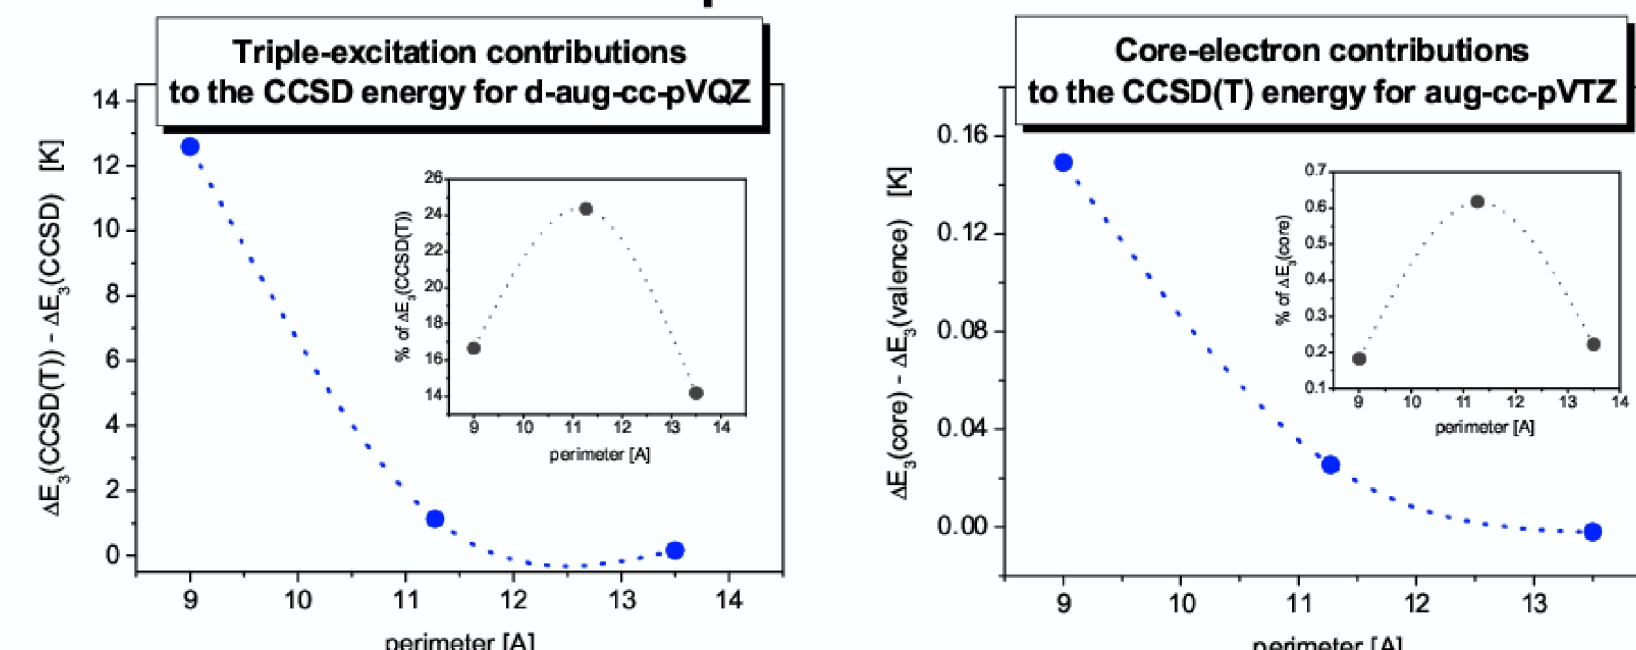 Triple-excitation contributions
to the CCSD energy for d-aug-cc-pVQZ
ΔE3(CCSD(T)) - ΔE3(CCSD) [K]
14
12
10
8
6
4
2
0
9 10 11 12 13 14
perimeter [A]
% of ΔE3(CCSD(T))
26
24
22
20
18
16
14
9 10 11 12 13 14
perimeter [A]
Core-electron contributions
to the CCSD(T) energy for aug-cc-pVTZ
ΔE3(core) - ΔE3(valence) [K]
0.16
0.12
0.08
0.04
0.00
9 10 11 12 13
perimeter [A]
% of ΔE3(core)
0.7
0.6
0.5
0.4
0.3
0.2
0.1
9 10 11 12 13 14
perimeter [A]